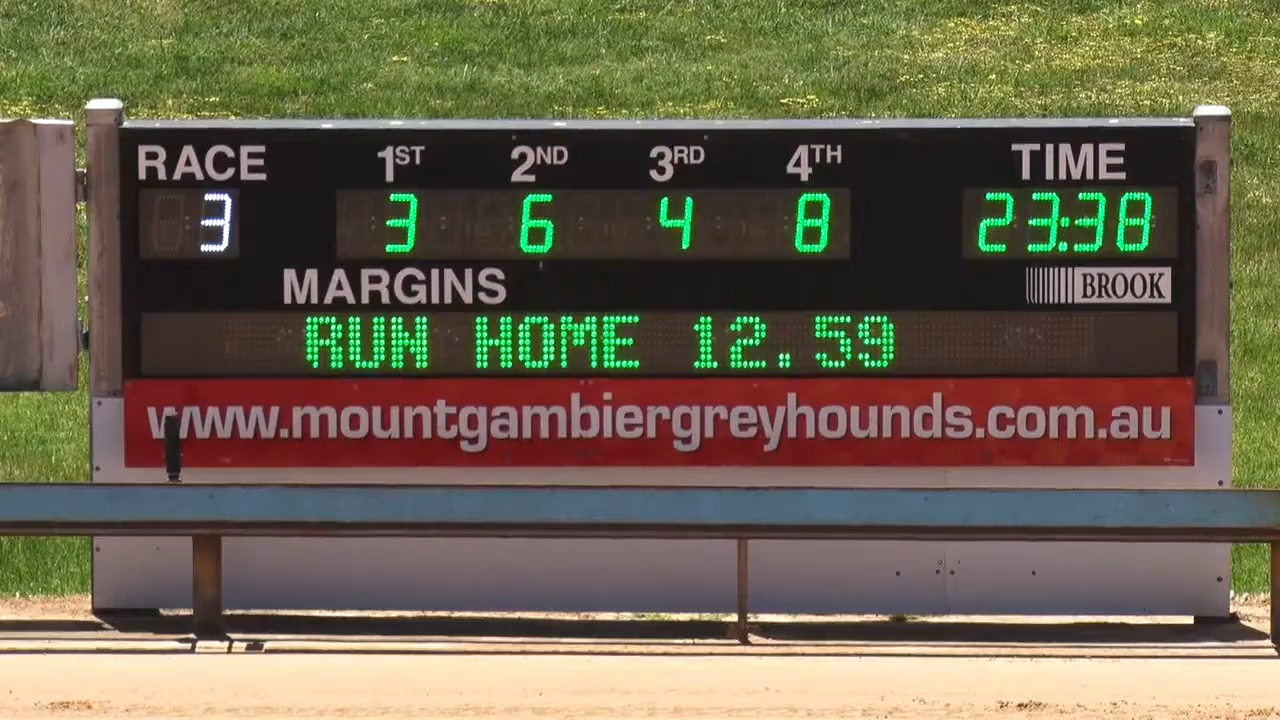 RACE 1ST 2ND 3RD 4TH TIME
3 3 6 4 8 23:38
MARGINS BROOK
RUN HOME 12.59
www.mountgambiergreyhounds.com.au